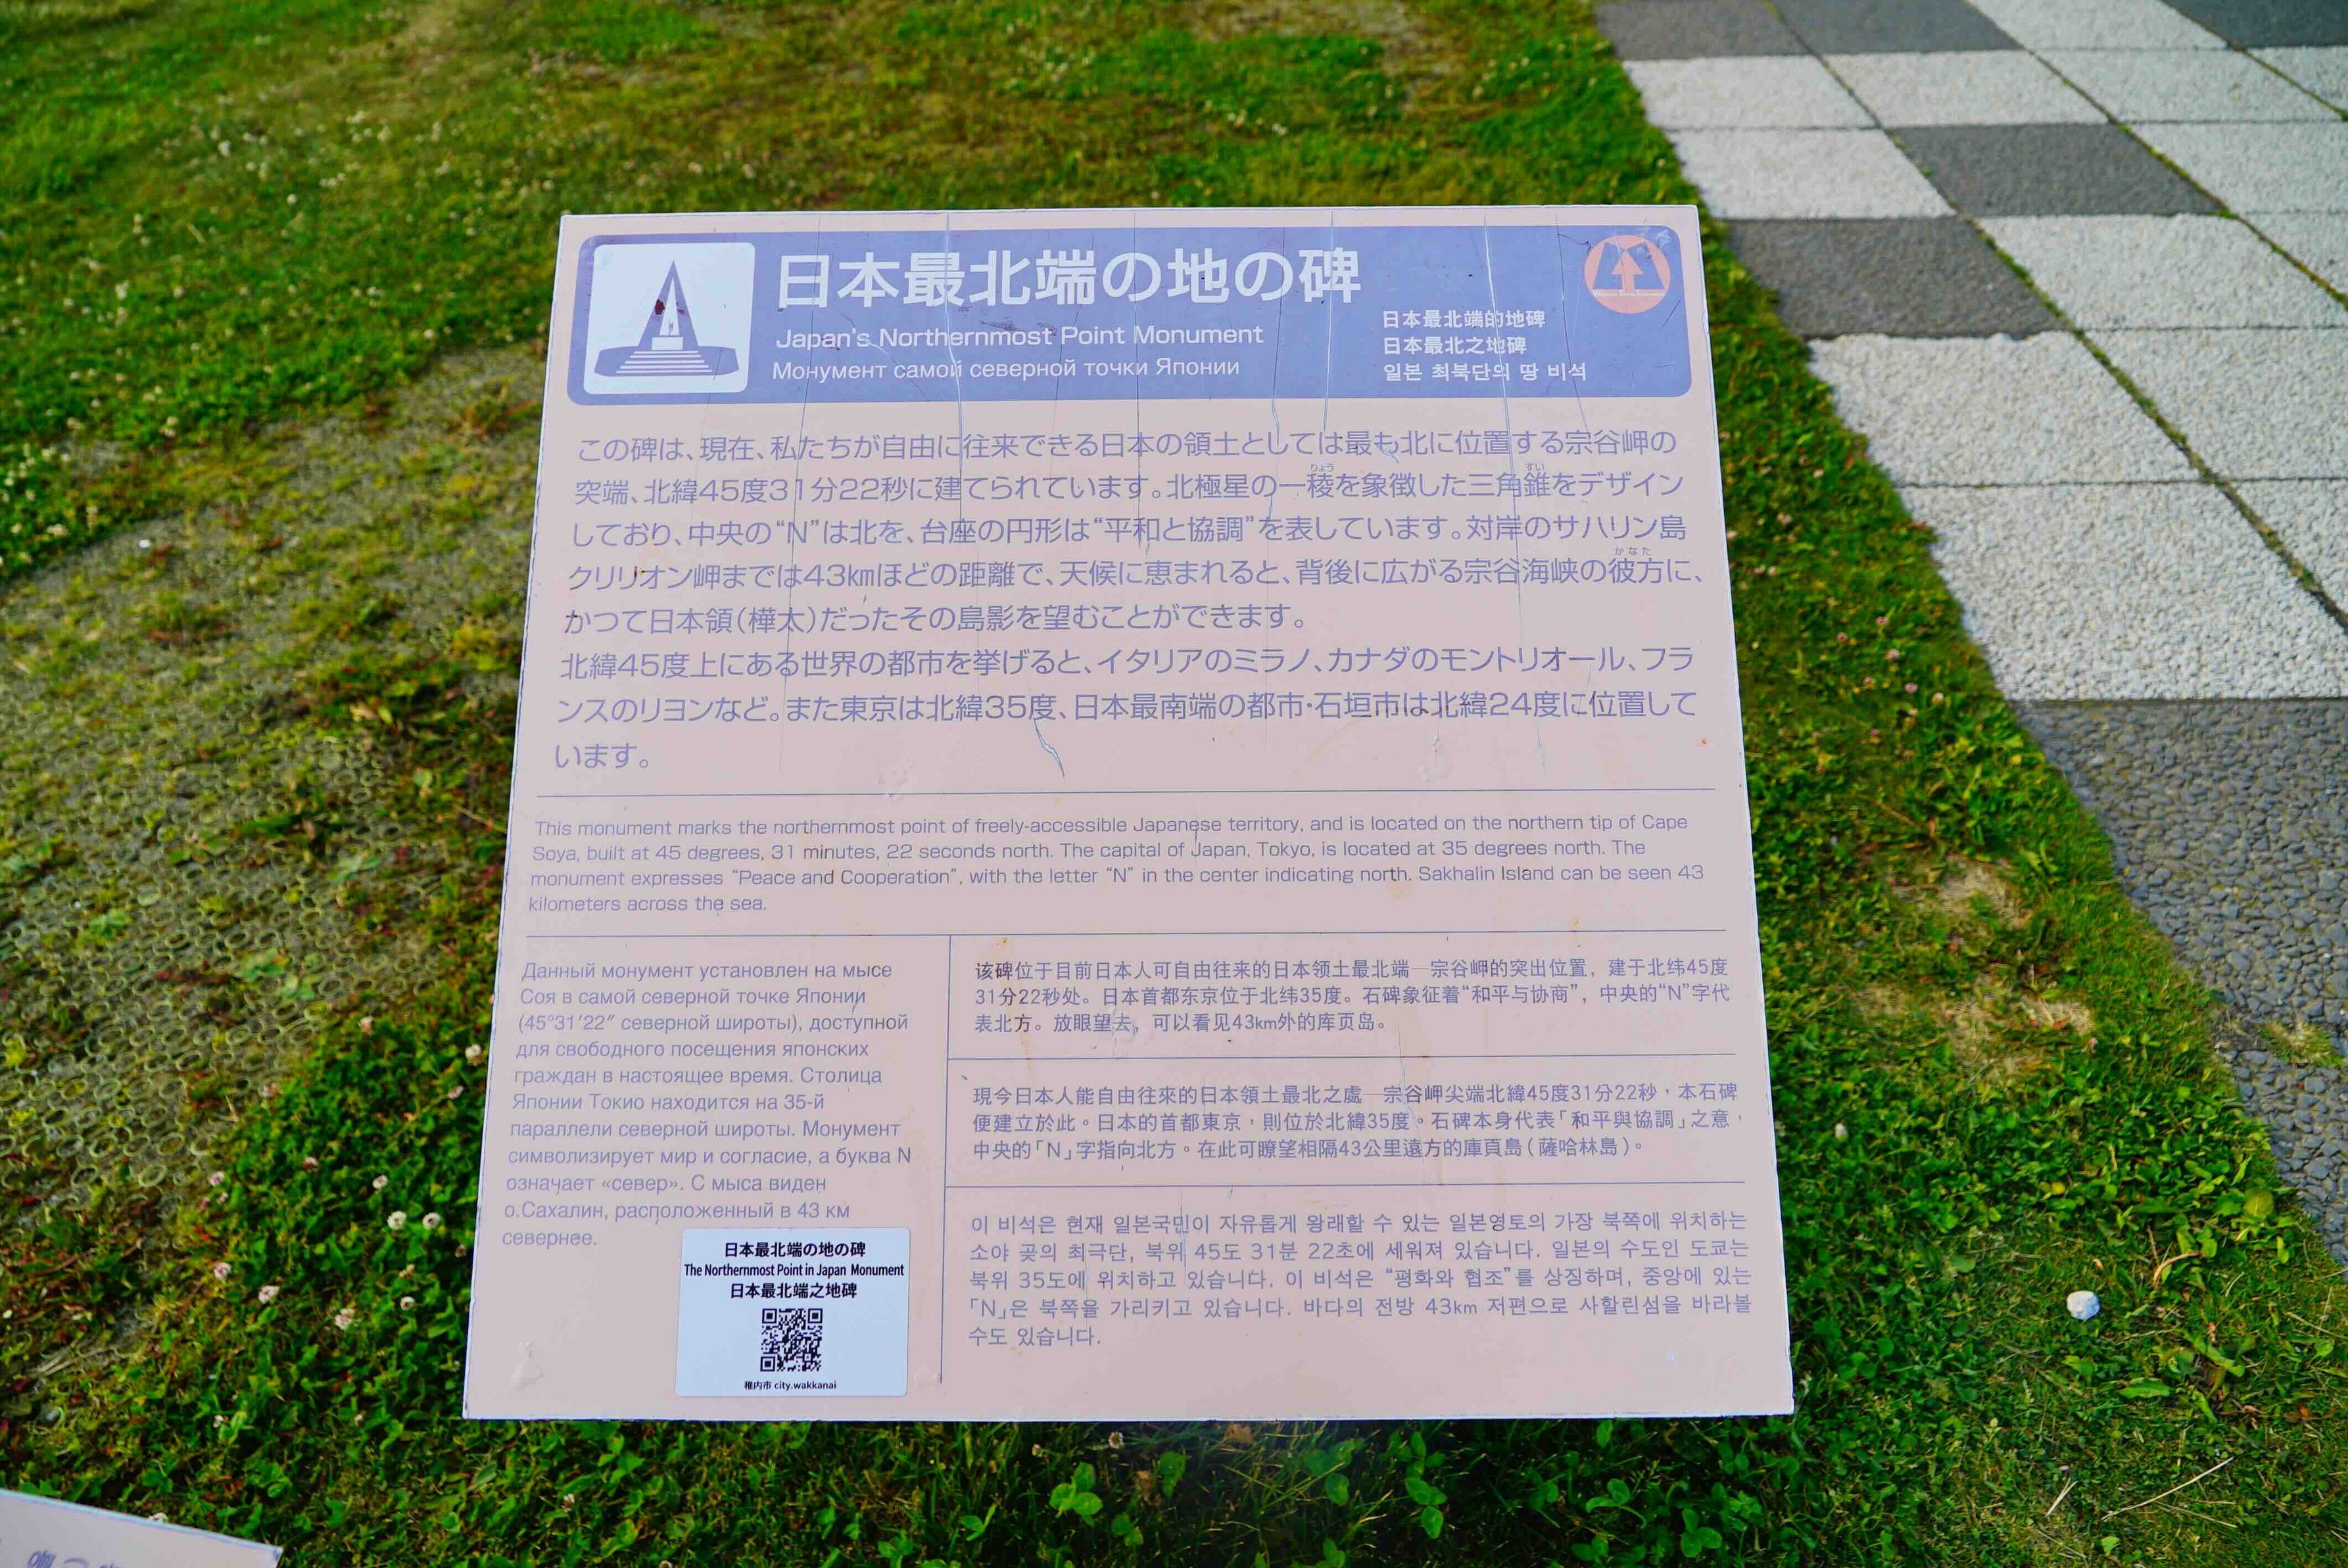 日本最北端の地の碑
Japan's Northernmost Point Monument
Монумент самой северной точки Японии
日本最北端的地碑
日本最北之地碑
일본 최북단의 땅 비석
この碑は、現在、私たちが自由に往来できる日本の領土としては最も北に位置する宗谷岬の
突端、北緯45度31分22秒に建てられています。北極星の一稜を象徴した三角錐をデザイン
しており、中央の“N”は北を、台座の円形は“平和と協調”を表しています。対岸のサハリン島
クリリオン岬までは43㎞ほどの距離で、天候に恵まれると、背後に広がる宗谷海峡の彼方に、
かつて日本領(樺太)だったその島影を望むことができます。
北緯45度上にある世界の都市を挙げると、イタリアのミラノ、カナダのモントリオール、フラ
ンスのリヨンなど。また東京は北緯35度、日本最南端の都市・石垣市は北緯24度に位置して
います。
This monument marks the northernmost point of freely-accessible Japanese territory, and is located on the northern tip of Cape
Soya, built at 45 degrees, 31 minutes, 22 seconds north. The capital of Japan, Tokyo, is located at 35 degrees north. The
monument expresses “Peace and Cooperation”, with the letter “N” in the center indicating north. Sakhalin Island can be seen 43
kilometers across the sea.
Данный монумент установлен на мысе
Соя в самой северной точке Японии
(45°31′22″ северной широты), доступной
для свободного посещения японских
граждан в настоящее время. Столица
Японии Токио находится на 35-й
параллели северной широты. Монумент
символизирует мир и согласие, а буква N
означает «север». С мыса виден
о.Сахалин, расположенный в 43 км
севернее.
该碑位于目前日本人可自由往来的日本领土最北端—宗谷岬的突出位置，建于北纬45度
31分22秒处。日本首都东京位于北纬35度。石碑象征着“和平与协商”，中央的“N”字代
表北方。放眼望去，可以看见43㎞外的库页岛。
現今日本人能自由往來的日本領土最北之處—宗谷岬尖端北緯45度31分22秒，本石碑
便建立於此。日本的首都東京，則位於北緯35度。石碑本身代表「和平與協調」之意，
中央的「N」字指向北方。在此可瞭望相隔43公里遠方的庫頁島（薩哈林島）。
이 비석은 현재 일본국민이 자유롭게 왕래할 수 있는 일본영토의 가장 북쪽에 위치하는
소야 곶의 최극단, 북위 45도 31분 22초에 세워져 있습니다. 일본의 수도인 도쿄는
북위 35도에 위치하고 있습니다. 이 비석은 “평화와 협조”를 상징하며, 중앙에 있는
「N」은 북쪽을 가리키고 있습니다. 바다의 전방 43㎞ 저편으로 사할린섬을 바라볼
수도 있습니다.
日本最北端の地の碑
The Northernmost Point in Japan Monument
日本最北端之地碑
稚内市 city.wakkanai